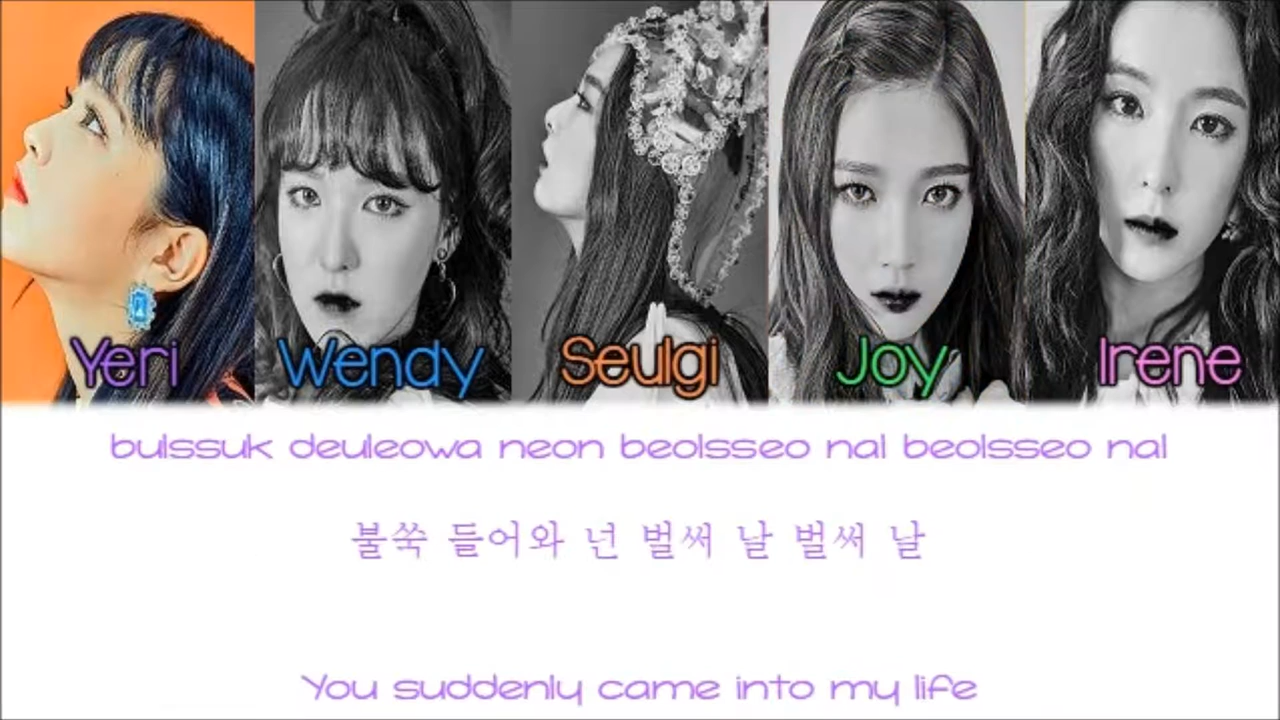 Yeri Wendy Seulgi Joy Irene
bulssuk deuleowa neon beolsseo nal beolsseo nal
불쑥 들어와 넌 벌써 날 벌써 날
You suddenly came into my life